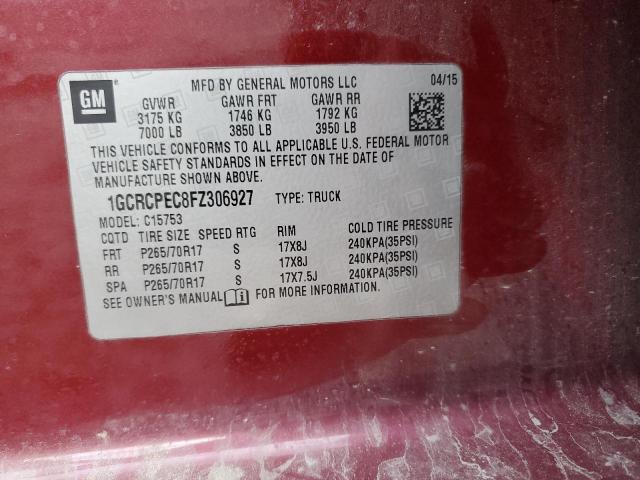 GM
MFD BY GENERAL MOTORS LLC 04/15
GVWR GAWR FRT GAWR RR
3175 KG 1746 KG 1792 KG
7000 LB 3850 LB 3950 LB
THIS VEHICLE CONFORMS TO ALL APPLICABLE U.S. FEDERAL MOTOR
VEHICLE SAFETY STANDARDS IN EFFECT ON THE DATE OF
MANUFACTURE SHOWN ABOVE.
1GCRCPEC8FZ306927 TYPE: TRUCK
MODEL: C15753
CQTD TIRE SIZE SPEED RTG RIM COLD TIRE PRESSURE
FRT P265/70R17 S 17X8J 240KPA(35PSI)
RR P265/70R17 S 17X8J 240KPA(35PSI)
SPA P265/70R17 S 17X7.5J 240KPA(35PSI)
SEE OWNER'S MANUAL FOR MORE INFORMATION.